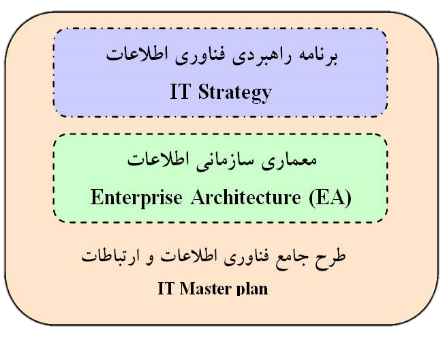 برنامه راهبردی فناوری اطلاعات
IT Strategy
معماری سازمانی اطلاعات
Enterprise Architecture (EA)
طرح جامع فناوری اطلاعات و ارتباطات
IT Master plan